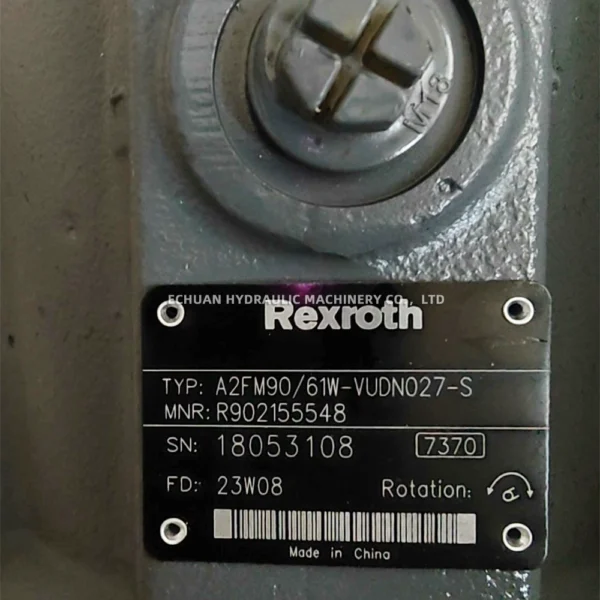 M18
ECHUAN HYDRAULIC MACHINERY CO., LTD
Rexroth
TYP: A2FM90/61W-VUDN027-S
MNR: R902155548
SN: 18053108 7370
FD: 23W08 Rotation:
Made in China